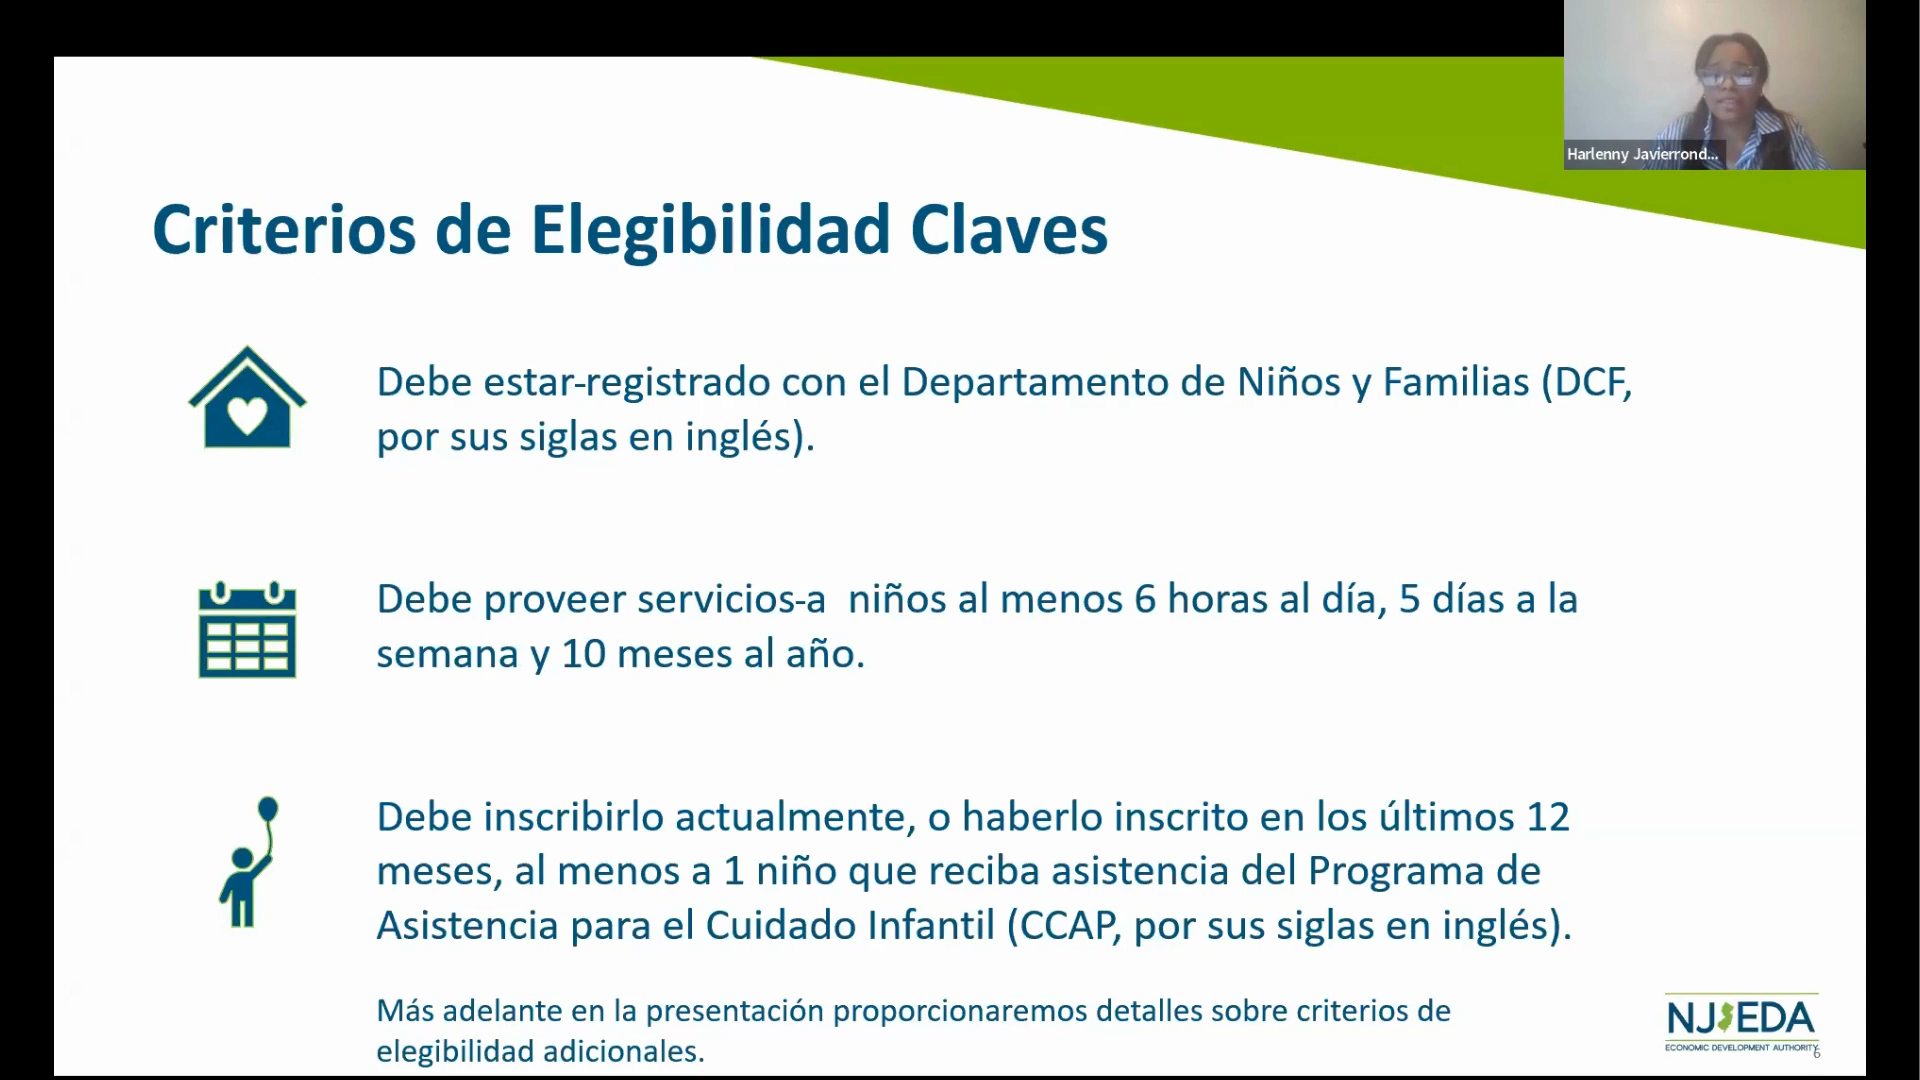 Harlenny Javierrond...
Criterios de Elegibilidad Claves
Debe estar-registrado con el Departamento de Niños y Familias (DCF,
por sus siglas en inglés).
Debe proveer servicios-a  niños al menos 6 horas al día, 5 días a la
semana y 10 meses al año.
Debe inscribirlo actualmente, o haberlo inscrito en los últimos 12
meses, al menos a 1 niño que reciba asistencia del Programa de
Asistencia para el Cuidado Infantil (CCAP, por sus siglas en inglés).
Más adelante en la presentación proporcionaremos detalles sobre criterios de
elegibilidad adicionales.
NJEDA
ECONOMIC DEVELOPMENT AUTHORITY
6